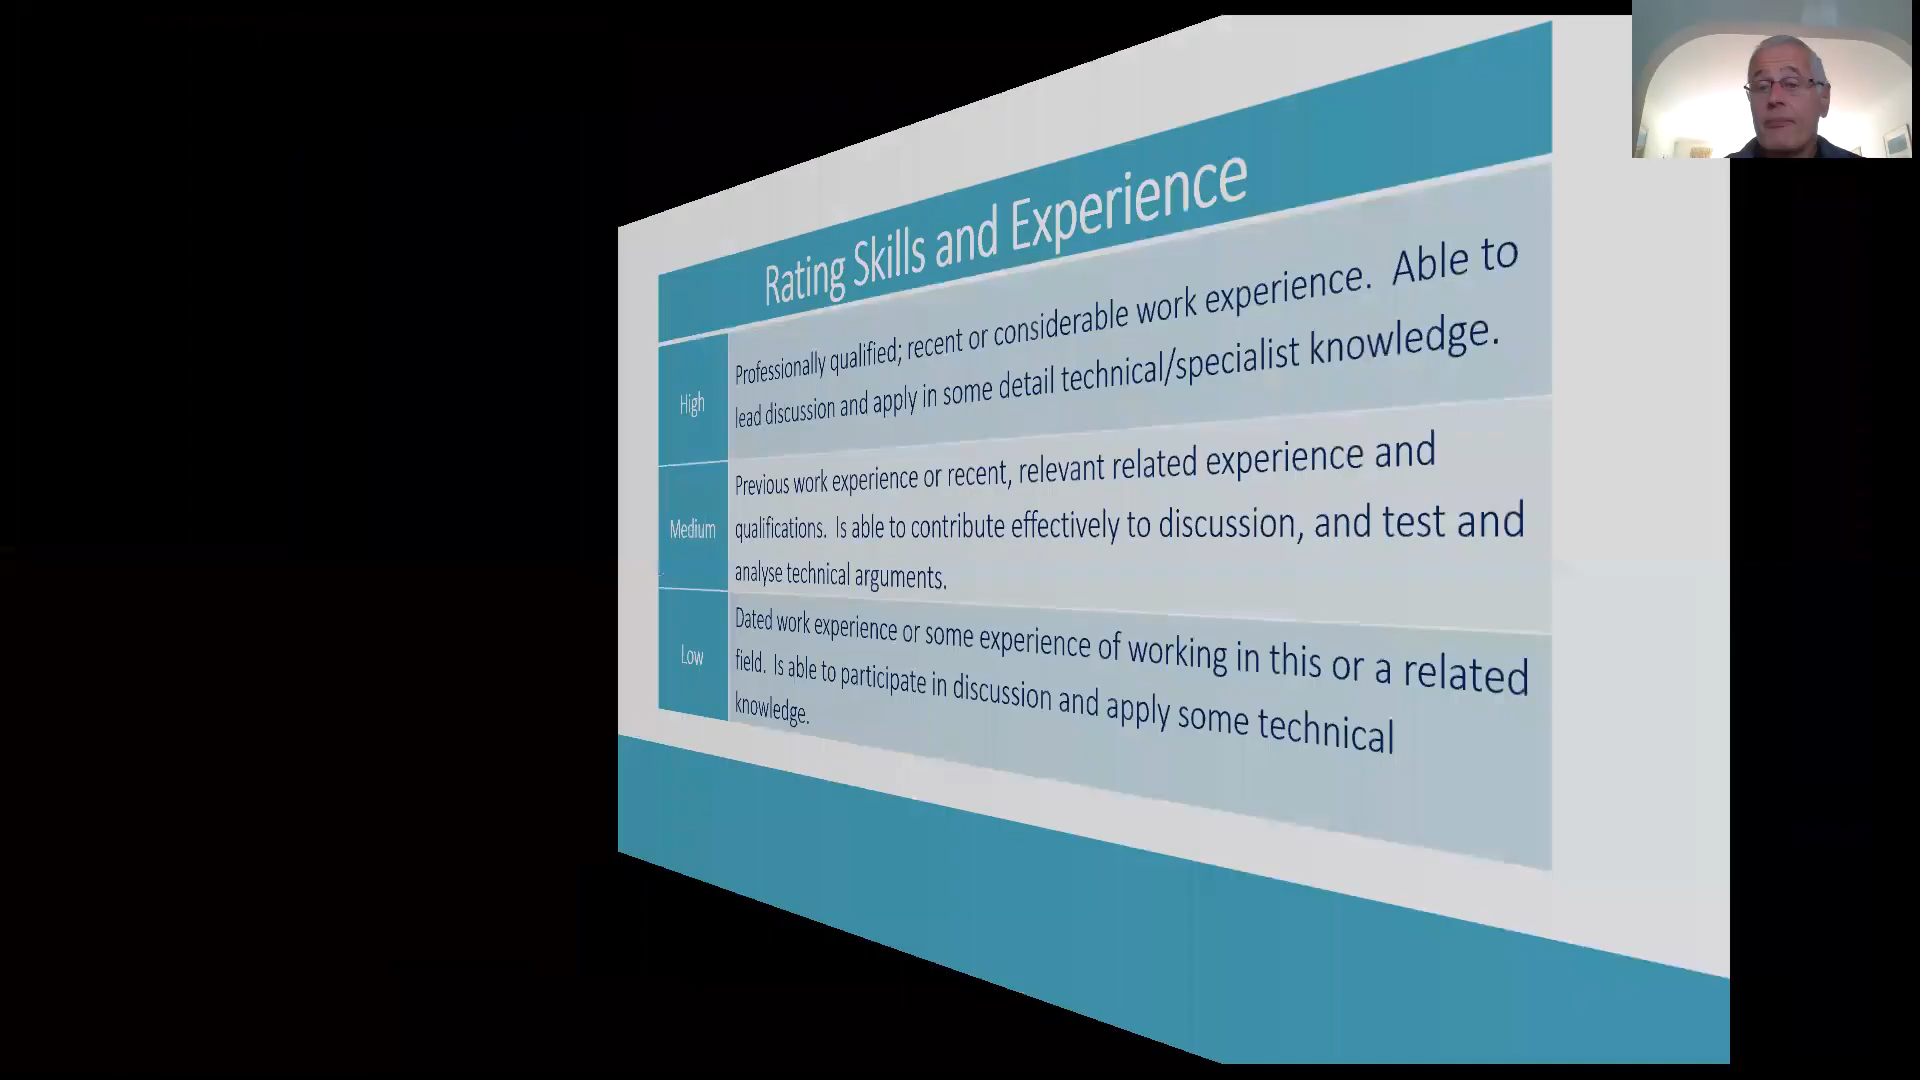 Rating Skills and Experience
High
Professionally qualified; recent or considerable work experience. Able to
lead discussion and apply in some detail technical/specialist knowledge.
Medium
Previous work experience or recent, relevant related experience and
qualifications. Is able to contribute effectively to discussion, and test and
analyse technical arguments.
Low
Dated work experience or some experience of working in this or a related
field. Is able to participate in discussion and apply some technical
knowledge.